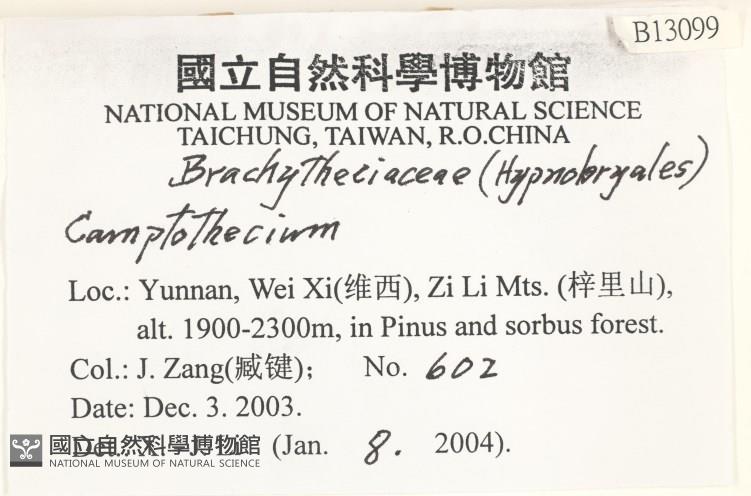 B13099
國立自然科學博物館
NATIONAL MUSEUM OF NATURAL SCIENCE
TAICHUNG, TAIWAN, R.O.CHINA
Brachytheciaceae (Hypnobryales)
Camptothecium
Loc.: Yunnan, Wei Xi(维西), Zi Li Mts. (梓里山),
alt. 1900-2300m, in Pinus and sorbus forest.
Col.: J. Zang(臧键); No. 602
Date: Dec. 3. 2003.
(Jan. 8. 2004).
國立自然科學博物館
NATIONAL MUSEUM OF NATURAL SCIENCE